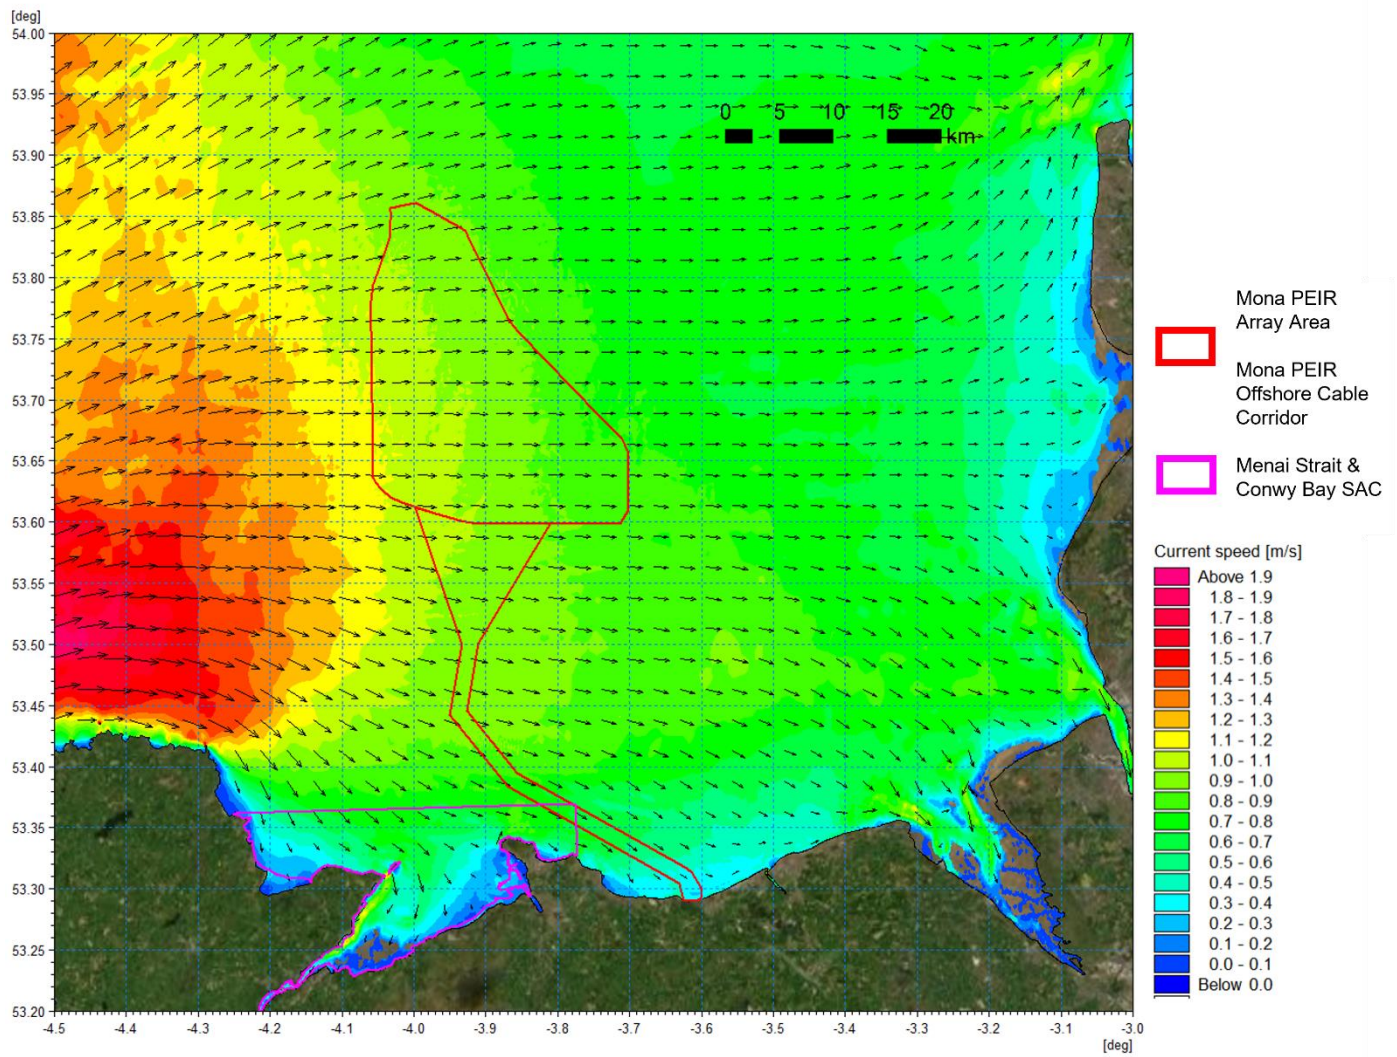 [deg]
54.00
53.95
53.90
53.85
53.80
53.75
53.70
53.65
53.60
53.55
53.50
53.45
53.40
53.35
53.30
53.25
53.20
0 5 10 15 20
km
-4.5 -4.4 -4.3 -4.2 -4.1 -4.0 -3.9 -3.8 -3.7 -3.6 -3.5 -3.4 -3.3 -3.2 -3.1 -3.0
[deg]
Mona PEIR
Array Area
Mona PEIR
Offshore Cable
Corridor
Menai Strait &
Conwy Bay SAC
Current speed [m/s]
Above 1.9
1.8 - 1.9
1.7 - 1.8
1.6 - 1.7
1.5 - 1.6
1.4 - 1.5
1.3 - 1.4
1.2 - 1.3
1.1 - 1.2
1.0 - 1.1
0.9 - 1.0
0.8 - 0.9
0.7 - 0.8
0.6 - 0.7
0.5 - 0.6
0.4 - 0.5
0.3 - 0.4
0.2 - 0.3
0.1 - 0.2
0.0 - 0.1
Below 0.0